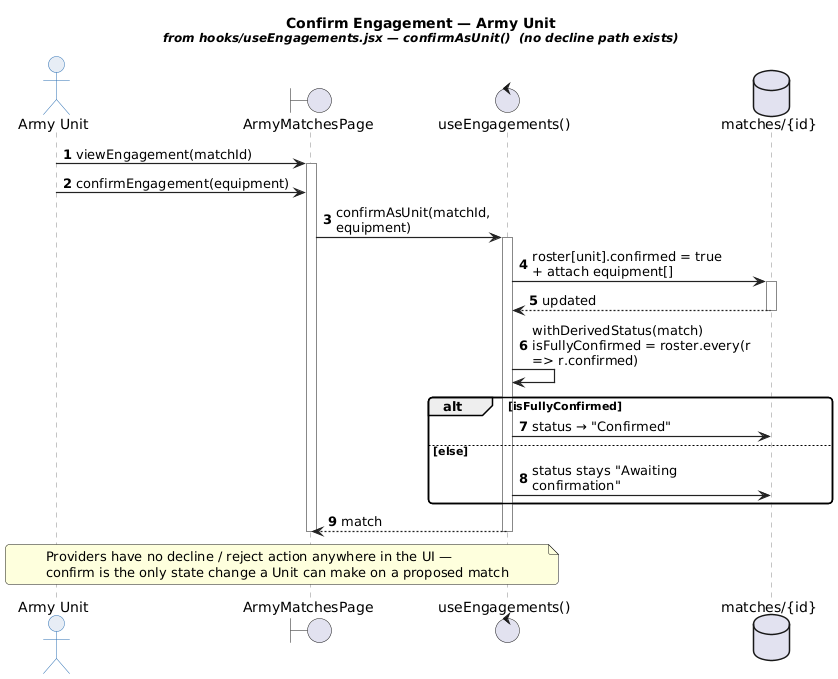 Confirm Engagement — Army Unit
from hooks/useEngagements.jsx — confirmAsUnit()  (no decline path exists)
Army Unit
ArmyMatchesPage
useEngagements()
matches/{id}
1 viewEngagement(matchId)
2 confirmEngagement(equipment)
3 confirmAsUnit(matchId,
equipment)
4 roster[unit].confirmed = true
+ attach equipment[]
5 updated
withDerivedStatus(match)
6 isFullyConfirmed = roster.every(r
=> r.confirmed)
alt [isFullyConfirmed]
7 status → "Confirmed"
[else]
8 status stays "Awaiting
confirmation"
9 match
Providers have no decline / reject action anywhere in the UI —
confirm is the only state change a Unit can make on a proposed match
Army Unit
ArmyMatchesPage
useEngagements()
matches/{id}